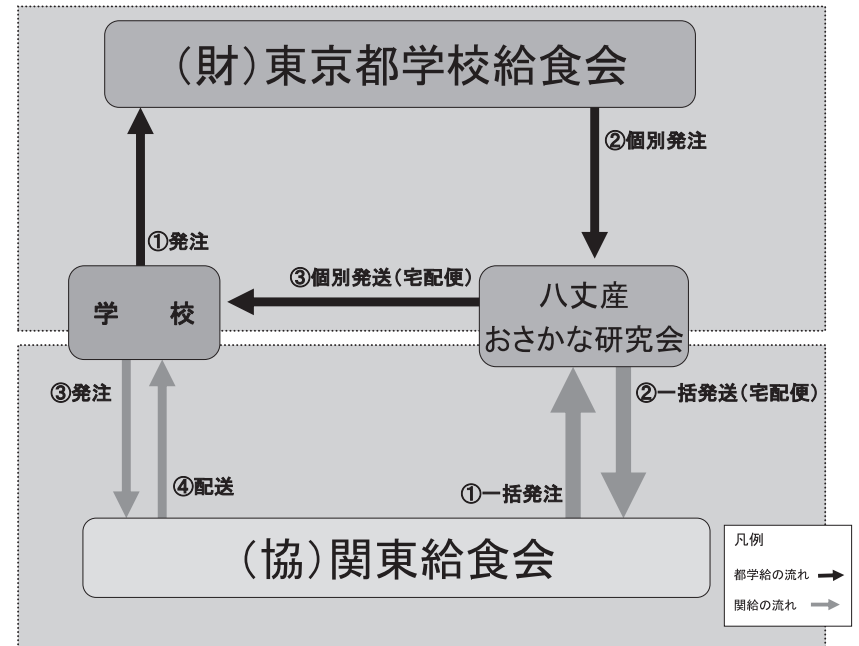 （財）東京都学校給食会
②個別発注
①発注
③個別発送（宅配便）
学　校
八丈産
おさかな研究会
③発注
②一括発送（宅配便）
④配送
①一括発注
（協）関東給食会
凡例
都学給の流れ
関給の流れ